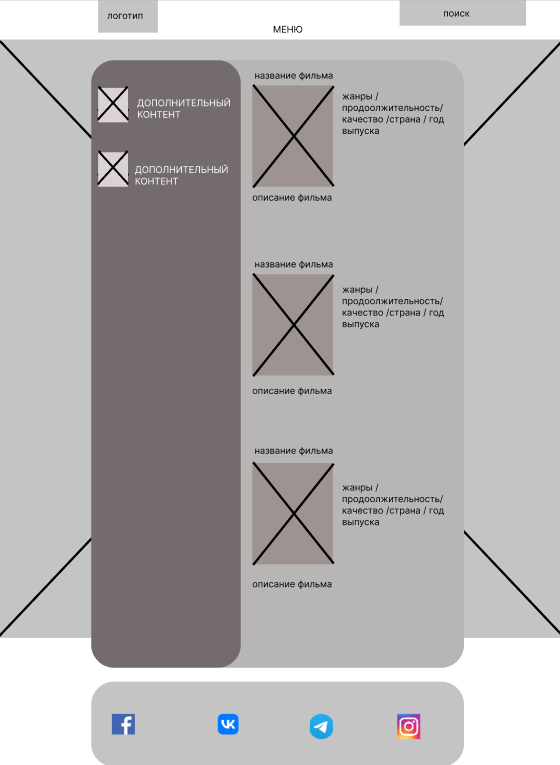 логотип
поиск
МЕНЮ
название фильма
ДОПОЛНИТЕЛЬНЫЙ
КОНТЕНТ
жанры /
продоолжительность/
качество /страна / год
выпуска
ДОПОЛНИТЕЛЬНЫЙ
КОНТЕНТ
описание фильма
название фильма
жанры /
продоолжительность/
качество /страна / год
выпуска
описание фильма
название фильма
жанры /
продоолжительность/
качество /страна / год
выпуска
описание фильма